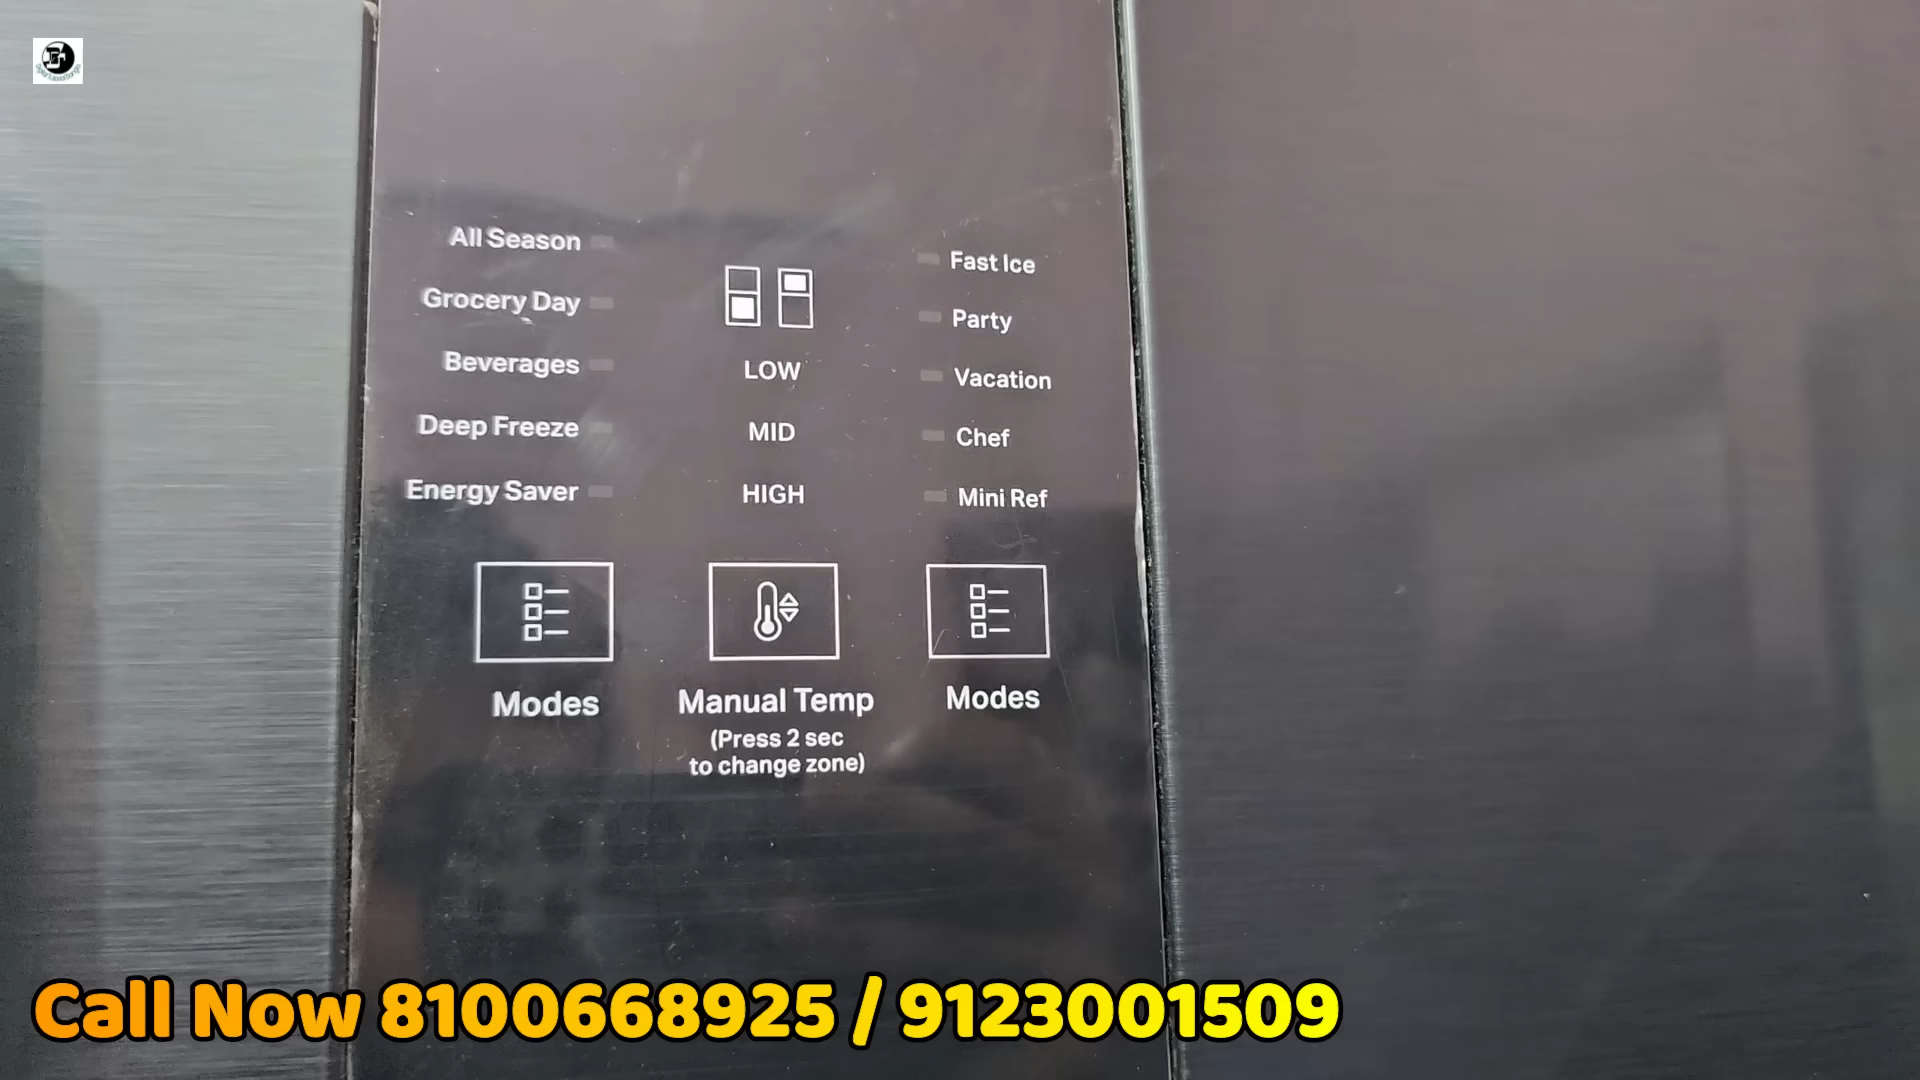 All Season
Grocery Day
Beverages
Deep Freeze
Energy Saver
Modes
LOW
MID
HIGH
Manual Temp
(Press 2 sec
to change zone)
Fast Ice
Party
Vacation
Chef
Mini Ref
Modes
Call Now 8100668925 / 9123001509